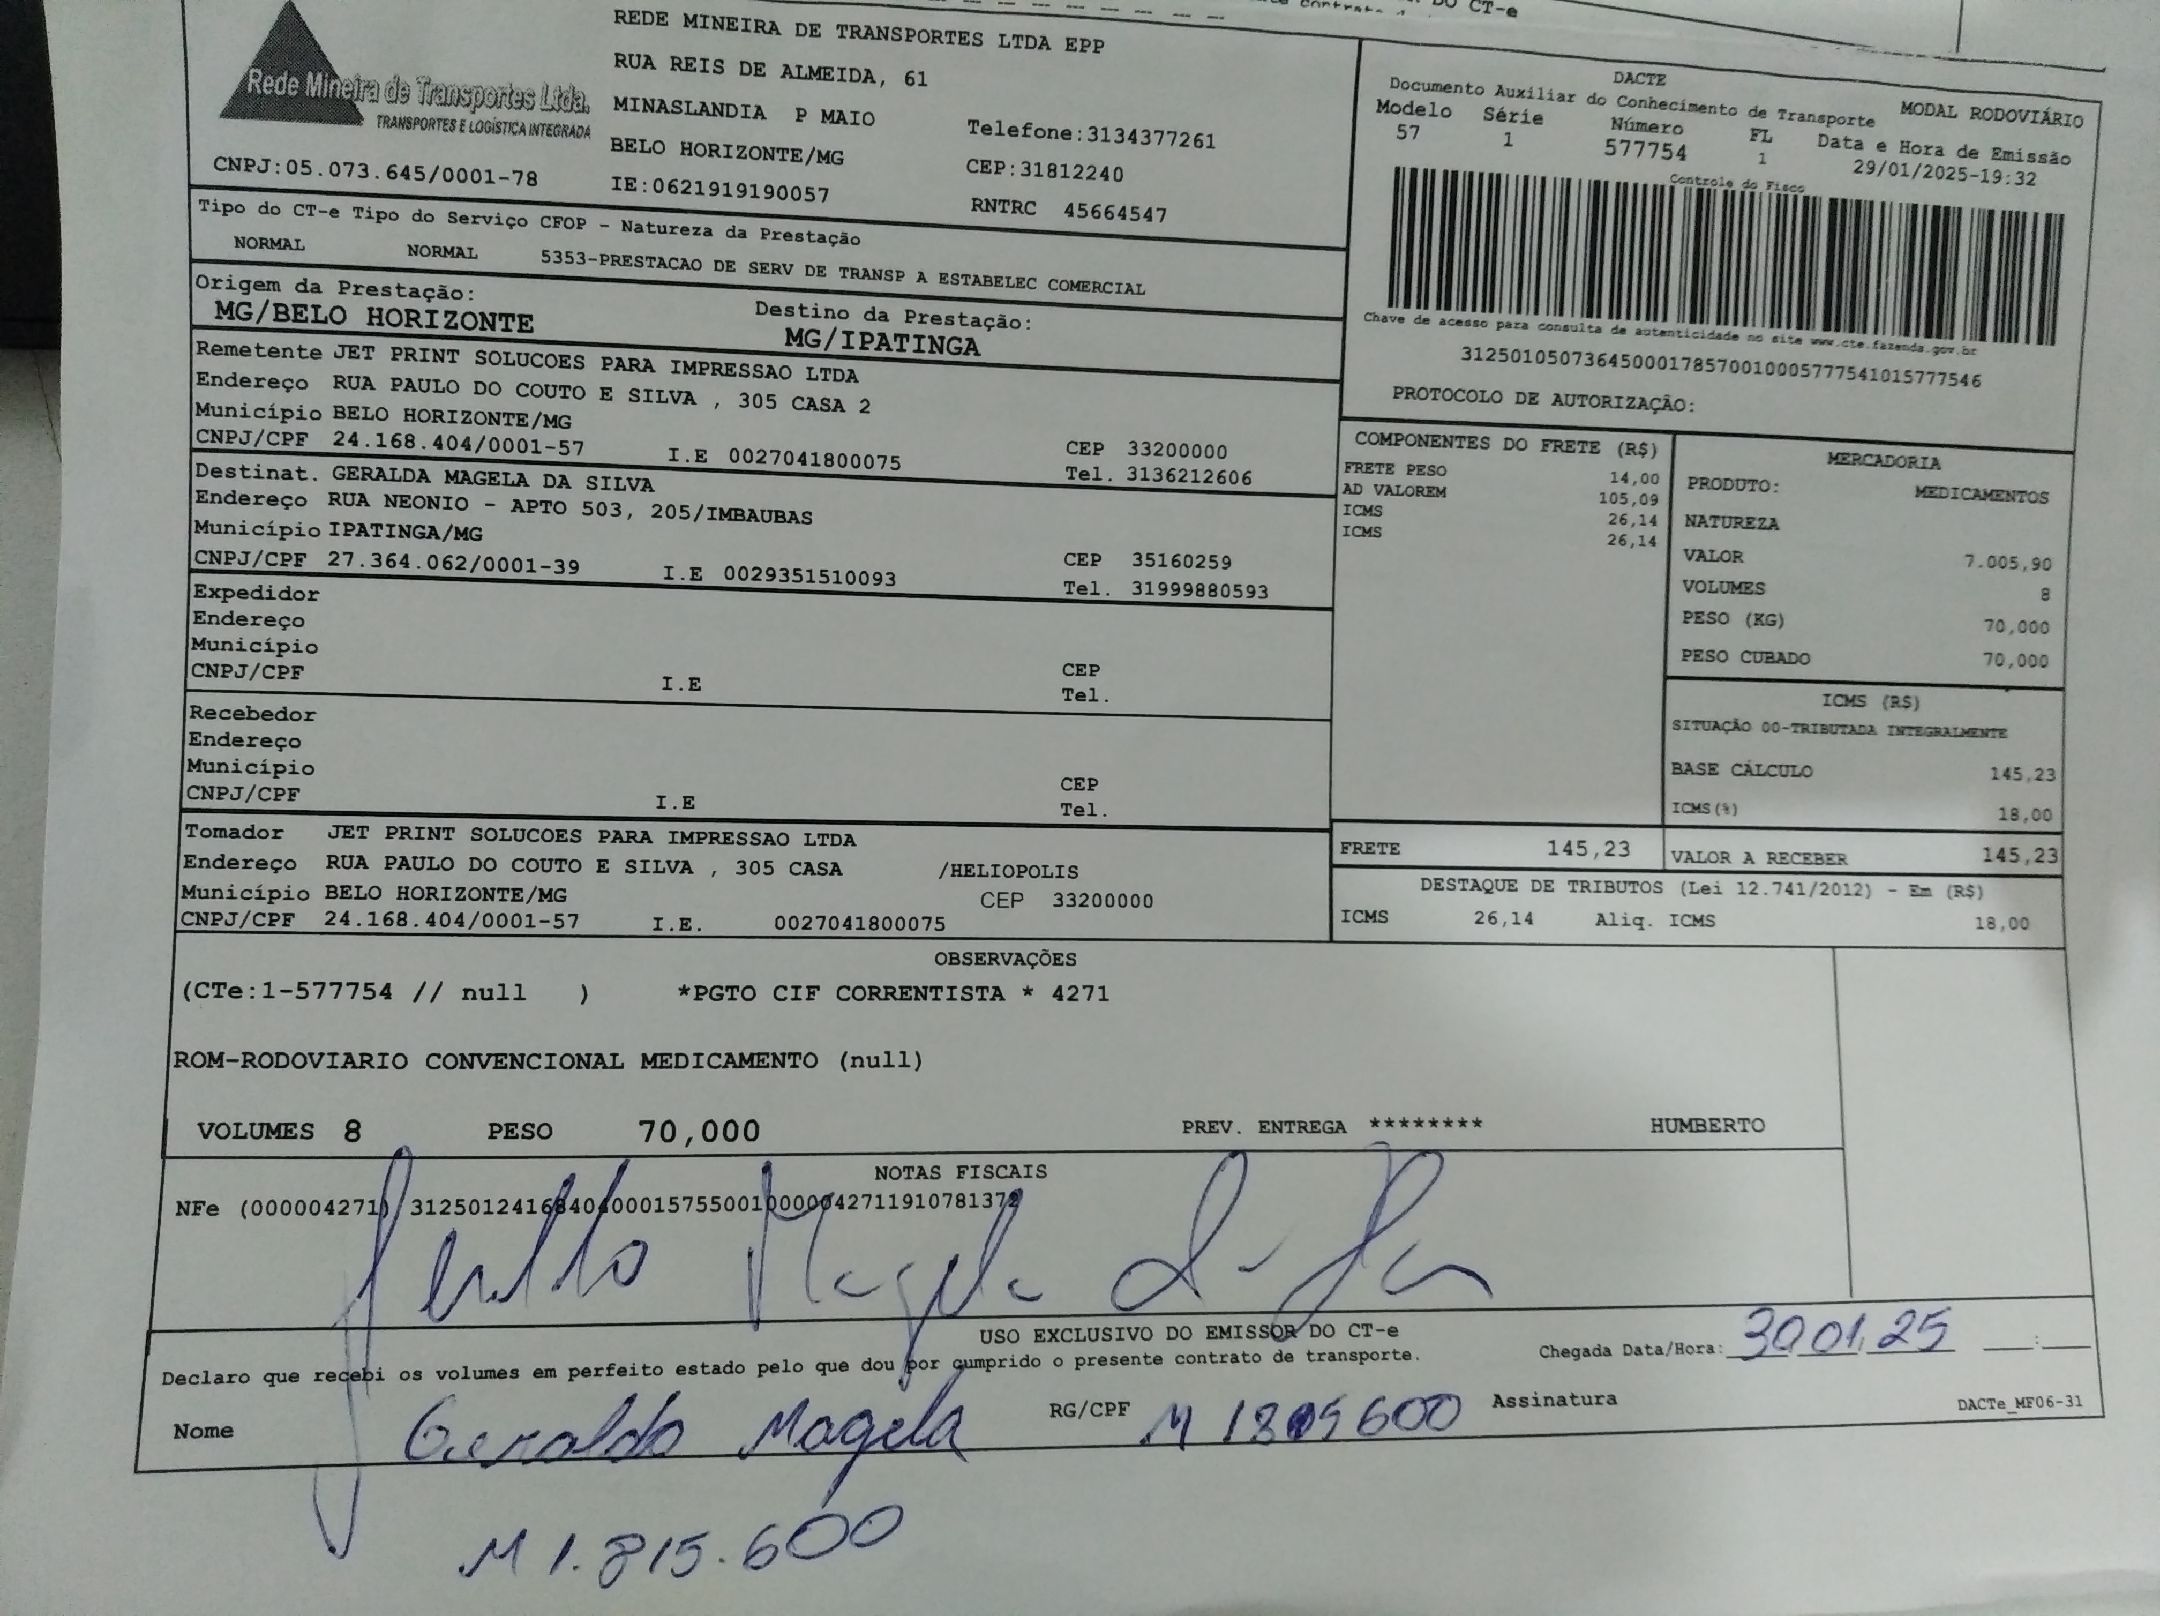 DO CT-e
Rede Mineira de Transportes Ltda.
TRANSPORTES E LOGÍSTICA INTEGRADA
CNPJ:05.073.645/0001-78
REDE MINEIRA DE TRANSPORTES LTDA EPP
RUA REIS DE ALMEIDA, 61
MINASLANDIA P MAIO
Telefone:3134377261
BELO HORIZONTE/MG
CEP:31812240
IE:0621919190057
RNTRC 45664547
DACTE
Documento Auxiliar do Conhecimento de Transporte
MODAL RODOVIÁRIO
Modelo Série Número FL Data e Hora de Emissão
57 1 577754 1 29/01/2025-19:32
Controle do Fisco
Chave de acesso para consulta de autenticidade no site www.cte.fazenda.gov.br
31250105073645000178570010005777541015777546
PROTOCOLO DE AUTORIZAÇÃO:
Tipo do CT-e Tipo do Serviço CFOP - Natureza da Prestação
NORMAL NORMAL 5353-PRESTACAO DE SERV DE TRANSP A ESTABELEC COMERCIAL
Origem da Prestação: Destino da Prestação:
MG/BELO HORIZONTE MG/IPATINGA
Remetente JET PRINT SOLUCOES PARA IMPRESSAO LTDA
Endereço RUA PAULO DO COUTO E SILVA , 305 CASA 2
Município BELO HORIZONTE/MG CEP 33200000
CNPJ/CPF 24.168.404/0001-57 I.E 0027041800075 Tel. 3136212606
Destinat. GERALDA MAGELA DA SILVA
Endereço RUA NEONIO - APTO 503, 205/IMBAUBAS
Município IPATINGA/MG CEP 35160259
CNPJ/CPF 27.364.062/0001-39 I.E 0029351510093 Tel. 31999880593
Expedidor
Endereço
Município CEP
CNPJ/CPF I.E Tel.
Recebedor
Endereço
Município CEP
CNPJ/CPF I.E Tel.
Tomador JET PRINT SOLUCOES PARA IMPRESSAO LTDA
Endereço RUA PAULO DO COUTO E SILVA , 305 CASA /HELIOPOLIS
Município BELO HORIZONTE/MG CEP 33200000
CNPJ/CPF 24.168.404/0001-57 I.E. 0027041800075
COMPONENTES DO FRETE (R$)
FRETE PESO 14,00
AD VALOREM 105,09
ICMS 26,14
ICMS 26,14
MERCADORIA
PRODUTO: MEDICAMENTOS
NATUREZA
VALOR 7.005,90
VOLUMES 8
PESO (KG) 70,000
PESO CUBADO 70,000
ICMS (R$)
SITUAÇÃO 00-TRIBUTADA INTEGRALMENTE
BASE CÁLCULO 145,23
ICMS(%) 18,00
FRETE 145,23 VALOR A RECEBER 145,23
DESTAQUE DE TRIBUTOS (Lei 12.741/2012) - Em (R$)
ICMS 26,14 Aliq. ICMS 18,00
OBSERVAÇÕES
(CTe:1-577754 // null ) *PGTO CIF CORRENTISTA * 4271
ROM-RODOVIARIO CONVENCIONAL MEDICAMENTO (null)
VOLUMES 8 PESO 70,000 PREV. ENTREGA ******** HUMBERTO
NOTAS FISCAIS
NFe (000004271)
USO EXCLUSIVO DO EMISSOR DO CT-e
Declaro que recebi os volumes em perfeito estado pelo que dou por cumprido o presente contrato de transporte.
Chegada Data/Hora: 30 01 25 __:__
Nome Geralda Magela RG/CPF M 1815600 Assinatura DACTe_MF06-31
M 1.815.600